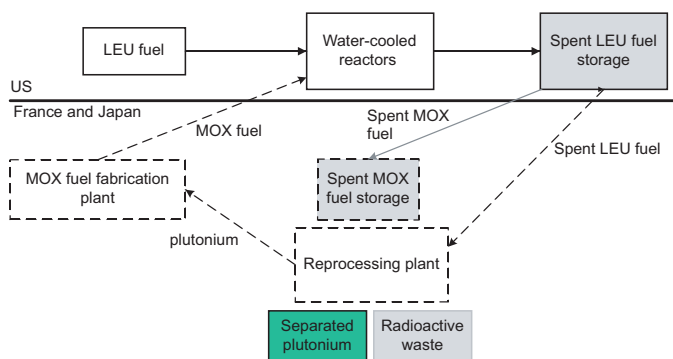 LEU fuel
Water-cooled
reactors
Spent LEU fuel
storage
US
France and Japan
MOX fuel
Spent MOX
fuel
Spent LEU fuel
MOX fuel fabrication
plant
Spent MOX
fuel storage
plutonium
Reprocessing plant
Separated
plutonium
Radioactive
waste